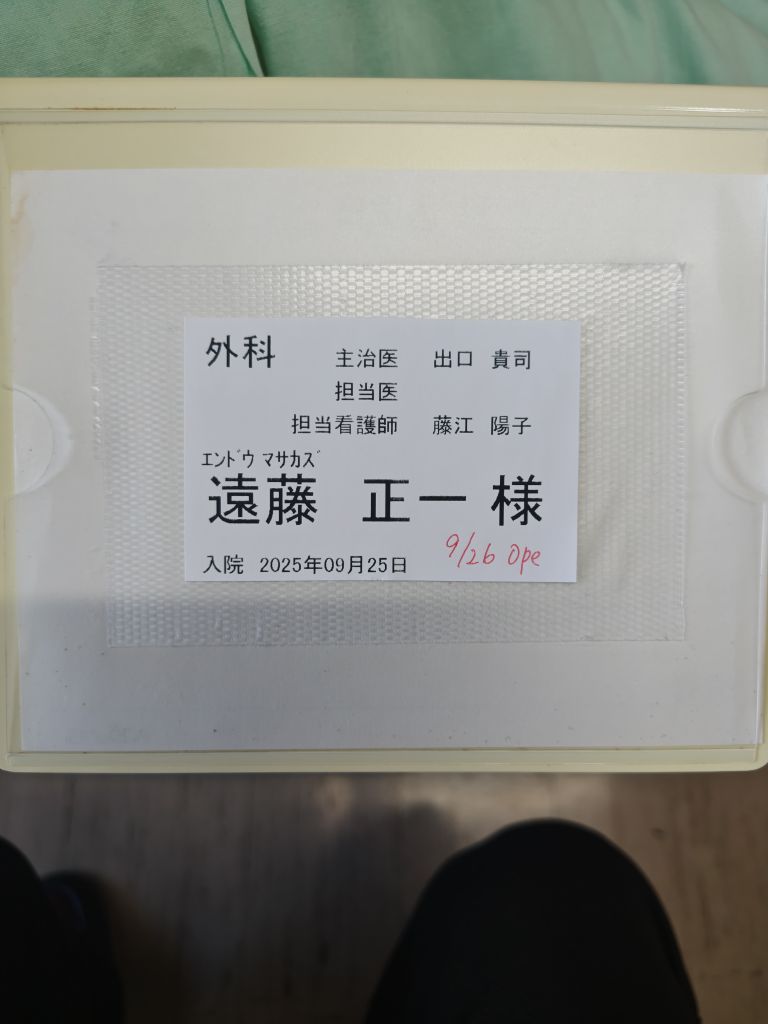 外科 主治医 出口 貴司
担当医
担当看護師 藤江 陽子
ｴﾝﾄﾞｳ ﾏｻｶｽﾞ
遠藤 正一 様
入院 2025年09月25日 9/26 Ope